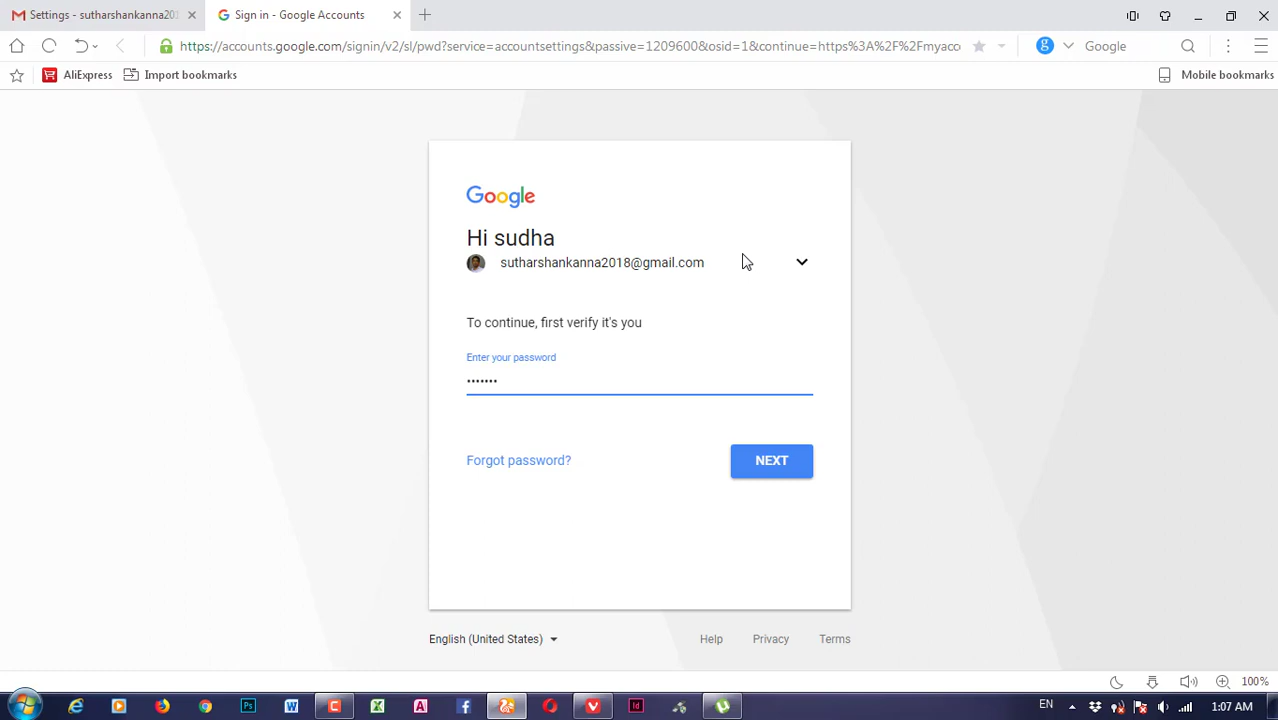 Settings - sutharshankanna201
Sign in - Google Accounts
https://accounts.google.com/signin/v2/sl/pwd?service=accountsettings&passive=1209600&osid=1&continue=https%3A%2F%2Fmyacco
Google
AliExpress
Import bookmarks
Mobile bookmarks
Google
Hi sudha
sutharshankanna2018@gmail.com
To continue, first verify it's you
Enter your password
•••••••
Forgot password?
NEXT
English (United States)
Help
Privacy
Terms
100%
EN
1:07 AM